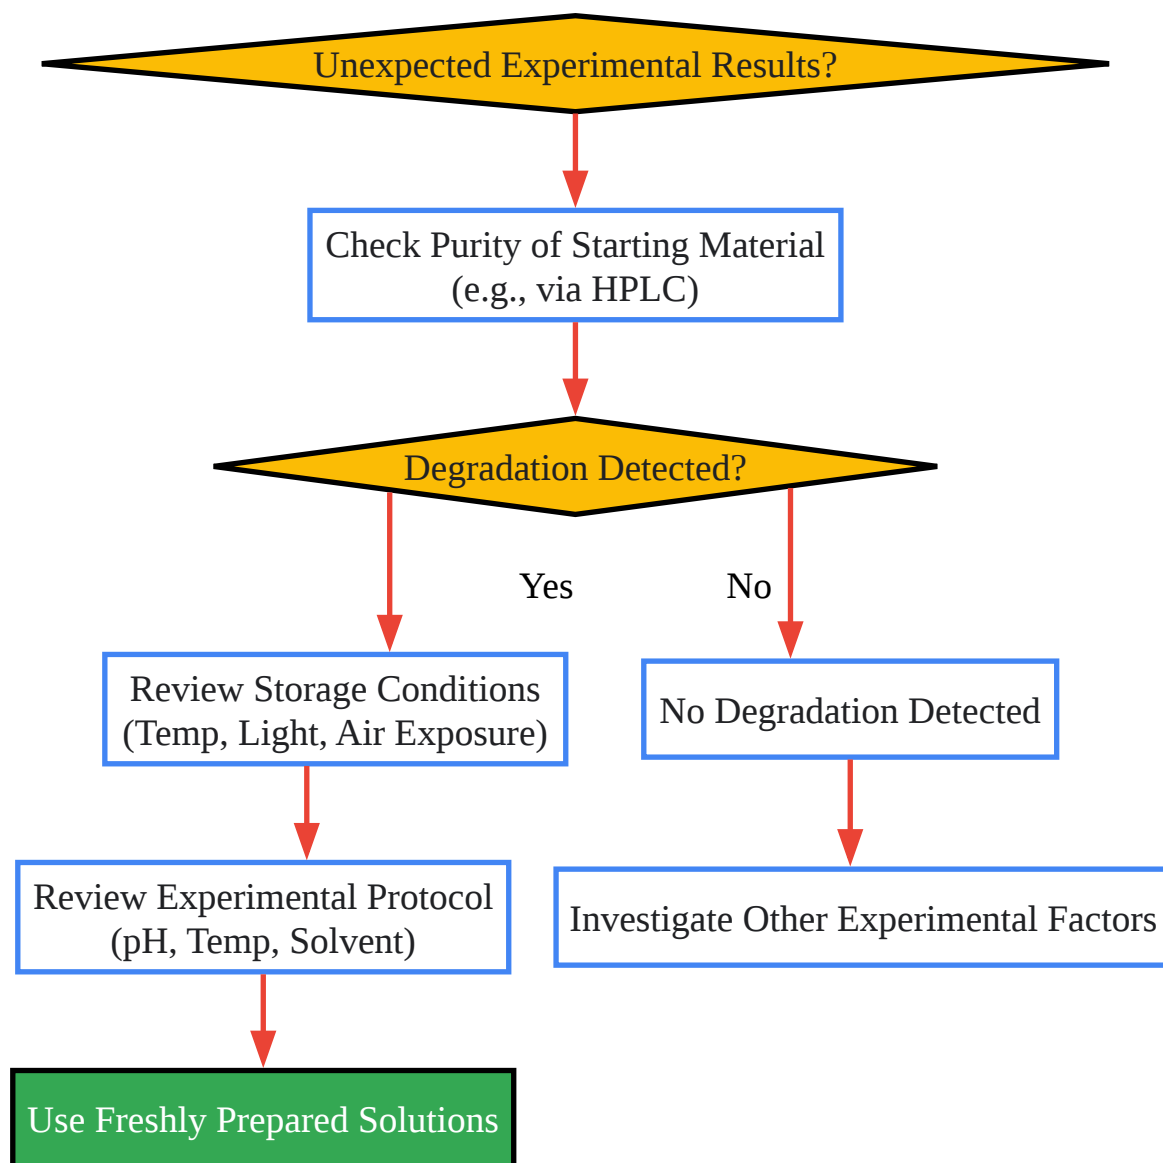 Unexpected Experimental Results?
Check Purity of Starting Material
(e.g., via HPLC)
Degradation Detected?
Yes
No
Review Storage Conditions
(Temp, Light, Air Exposure)
No Degradation Detected
Review Experimental Protocol
(pH, Temp, Solvent)
Investigate Other Experimental Factors
Use Freshly Prepared Solutions